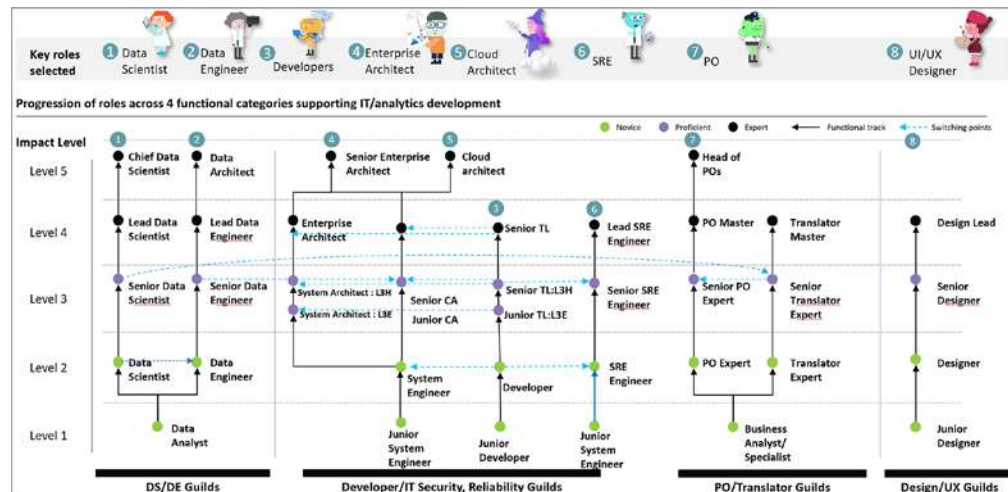 Key roles
selected
1 Data
Scientist
2 Data
Engineer
3
Developers
4 Enterprise
Architect
5 Cloud
Architect
6
SRE
7
PO
8
UI/UX
Designer
Progression of roles across 4 functional categories supporting IT/analytics development
Impact Level
Novice
Proficient
Expert
Functional track
Switching points
1
2
4
5
7
8
Level 5
Chief Data
Scientist
Data
Architect
Senior Enterprise
Architect
Cloud
architect
Head of
POs
3
6
Level 4
Lead Data
Scientist
Lead Data
Engineer
Enterprise
Architect
Senior TL
Lead SRE
Engineer
PO Master
Translator
Master
Design Lead
Level 3
Senior Data
Scientist
Senior Data
Engineer
System Architect : L3H
System Architect : L3E
Senior CA
Junior CA
Senior TL:L3H
Junior TL:L3E
Senior SRE
Engineer
Senior PO
Expert
Senior
Translator
Expert
Senior
Designer
Level 2
Data
Scientist
Data
Engineer
System
Engineer
Developer
SRE
Engineer
PO Expert
Translator
Expert
Designer
Level 1
Data
Analyst
Junior
System
Engineer
Junior
Developer
Junior
System
Engineer
Business
Analyst/
Specialist
Junior
Designer
DS/DE Guilds
Developer/IT Security, Reliability Guilds
PO/Translator Guilds
Design/UX Guilds